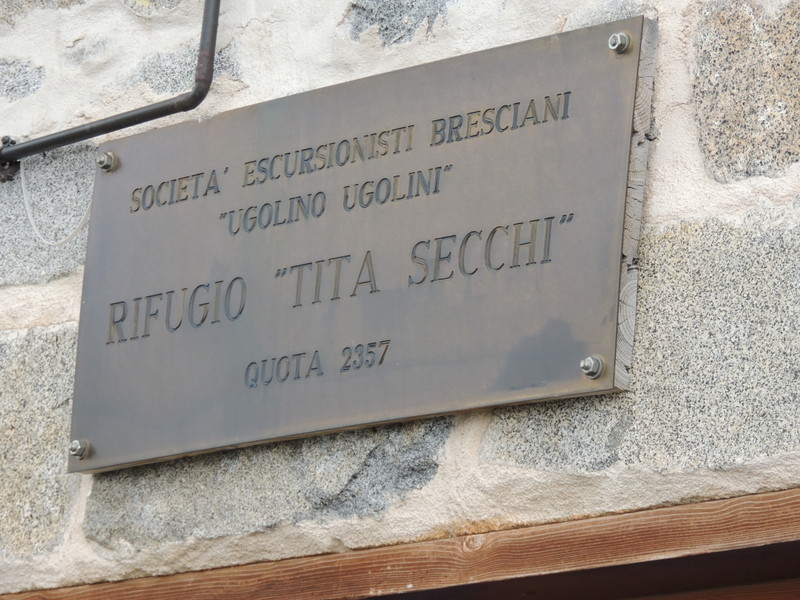 SOCIETA' ESCURSIONISTI BRESCIANI
"UGOLINO UGOLINI"
RIFUGIO "TITA SECCHI"
QUOTA 2357